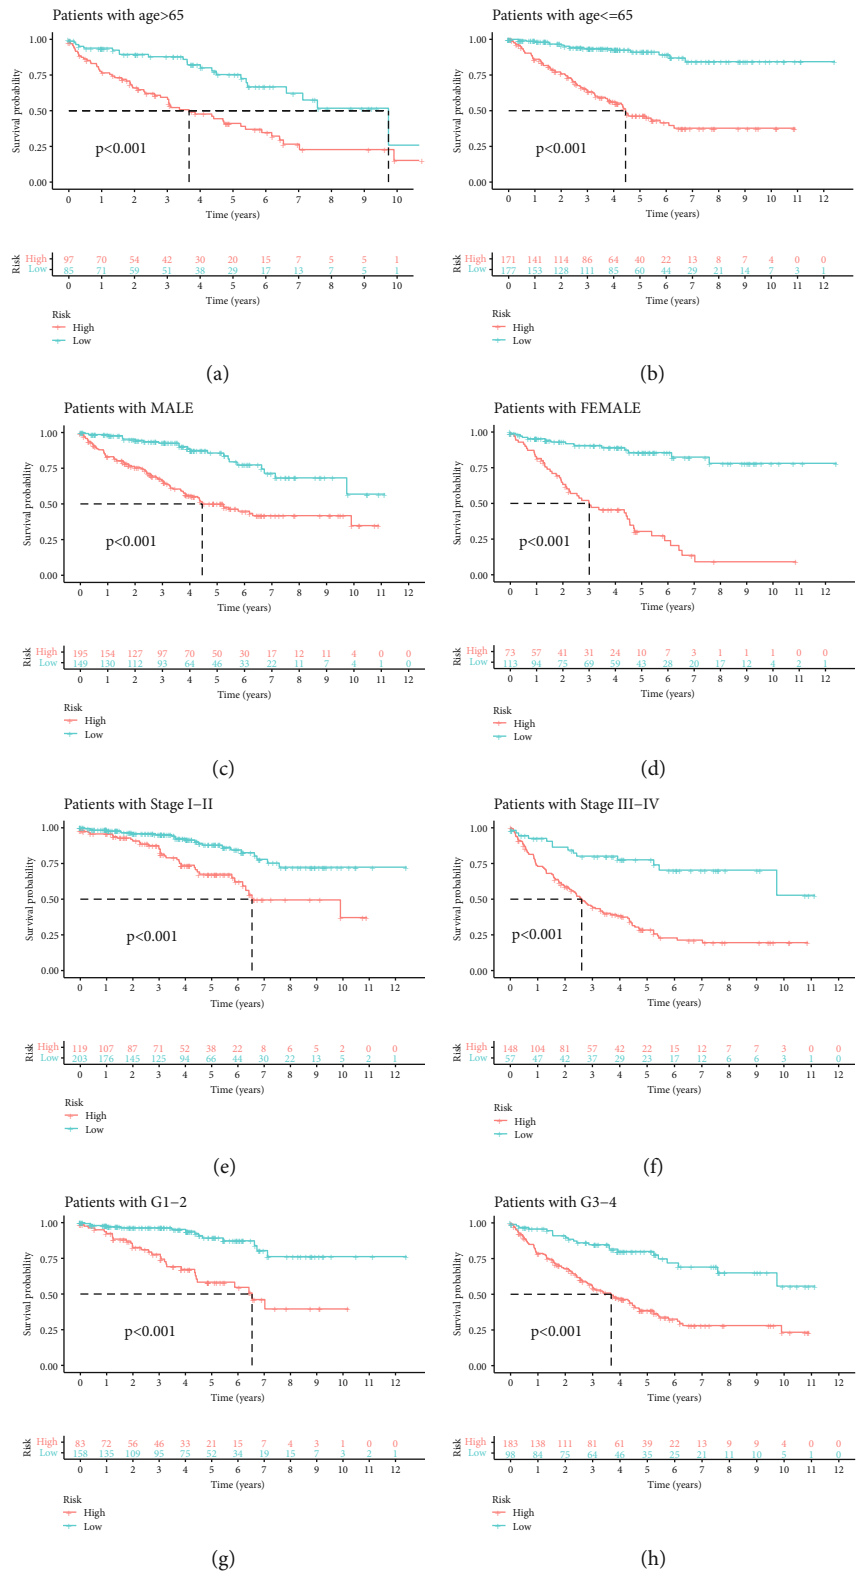 Patients with age>65
1.00
0.75
0.50
0.25
0.00
Survival probability
p<0.001
0 1 2 3 4 5 6 7 8 9 10
Time (years)
Risk
High 97 70 54 42 30 20 15 7 5 5 1
Low 85 71 59 51 38 29 17 13 7 5 1
0 1 2 3 4 5 6 7 8 9 10
Time (years)
Risk
High
Low
(a)
Patients with age<=65
1.00
0.75
0.50
0.25
0.00
Survival probability
p<0.001
0 1 2 3 4 5 6 7 8 9 10 11 12
Time (years)
Risk
High 171 141 114 86 64 40 22 13 8 7 4 0 0
Low 177 153 128 111 85 60 44 29 21 14 7 3 1
0 1 2 3 4 5 6 7 8 9 10 11 12
Time (years)
Risk
High
Low
(b)
Patients with MALE
1.00
0.75
0.50
0.25
0.00
Survival probability
p<0.001
0 1 2 3 4 5 6 7 8 9 10 11 12
Time (years)
Risk
High 195 154 127 97 70 50 30 17 12 11 4 0 0
Low 149 130 112 93 64 46 33 22 11 7 4 1 0
0 1 2 3 4 5 6 7 8 9 10 11 12
Time (years)
Risk
High
Low
(c)
Patients with FEMALE
1.00
0.75
0.50
0.25
0.00
Survival probability
p<0.001
0 1 2 3 4 5 6 7 8 9 10 11 12
Time (years)
Risk
High 73 57 41 31 24 10 7 3 1 1 1 0 0
Low 113 94 75 69 59 43 28 20 17 12 4 2 1
0 1 2 3 4 5 6 7 8 9 10 11 12
Time (years)
Risk
High
Low
(d)
Patients with Stage I−II
1.00
0.75
0.50
0.25
0.00
Survival probability
p<0.001
0 1 2 3 4 5 6 7 8 9 10 11 12
Time (years)
Risk
High 119 107 87 71 52 38 22 8 6 5 2 0 0
Low 203 176 145 125 94 66 44 30 22 13 5 2 1
0 1 2 3 4 5 6 7 8 9 10 11 12
Time (years)
Risk
High
Low
(e)
Patients with Stage III−IV
1.00
0.75
0.50
0.25
0.00
Survival probability
p<0.001
0 1 2 3 4 5 6 7 8 9 10 11 12
Time (years)
Risk
High 148 104 81 57 42 22 15 12 7 7 3 0 0
Low 57 47 42 37 29 23 17 12 6 6 3 1 0
0 1 2 3 4 5 6 7 8 9 10 11 12
Time (years)
Risk
High
Low
(f)
Patients with G1−2
1.00
0.75
0.50
0.25
0.00
Survival probability
p<0.001
0 1 2 3 4 5 6 7 8 9 10 11 12
Time (years)
Risk
High 83 72 56 46 33 21 15 7 4 3 1 0 0
Low 158 135 109 95 75 52 34 19 15 7 3 2 1
0 1 2 3 4 5 6 7 8 9 10 11 12
Time (years)
Risk
High
Low
(g)
Patients with G3−4
1.00
0.75
0.50
0.25
0.00
Survival probability
p<0.001
0 1 2 3 4 5 6 7 8 9 10 11 12
Time (years)
Risk
High 183 138 111 81 61 39 22 13 9 9 4 0 0
Low 98 84 75 64 46 35 25 21 11 10 5 1 0
0 1 2 3 4 5 6 7 8 9 10 11 12
Time (years)
Risk
High
Low
(h)